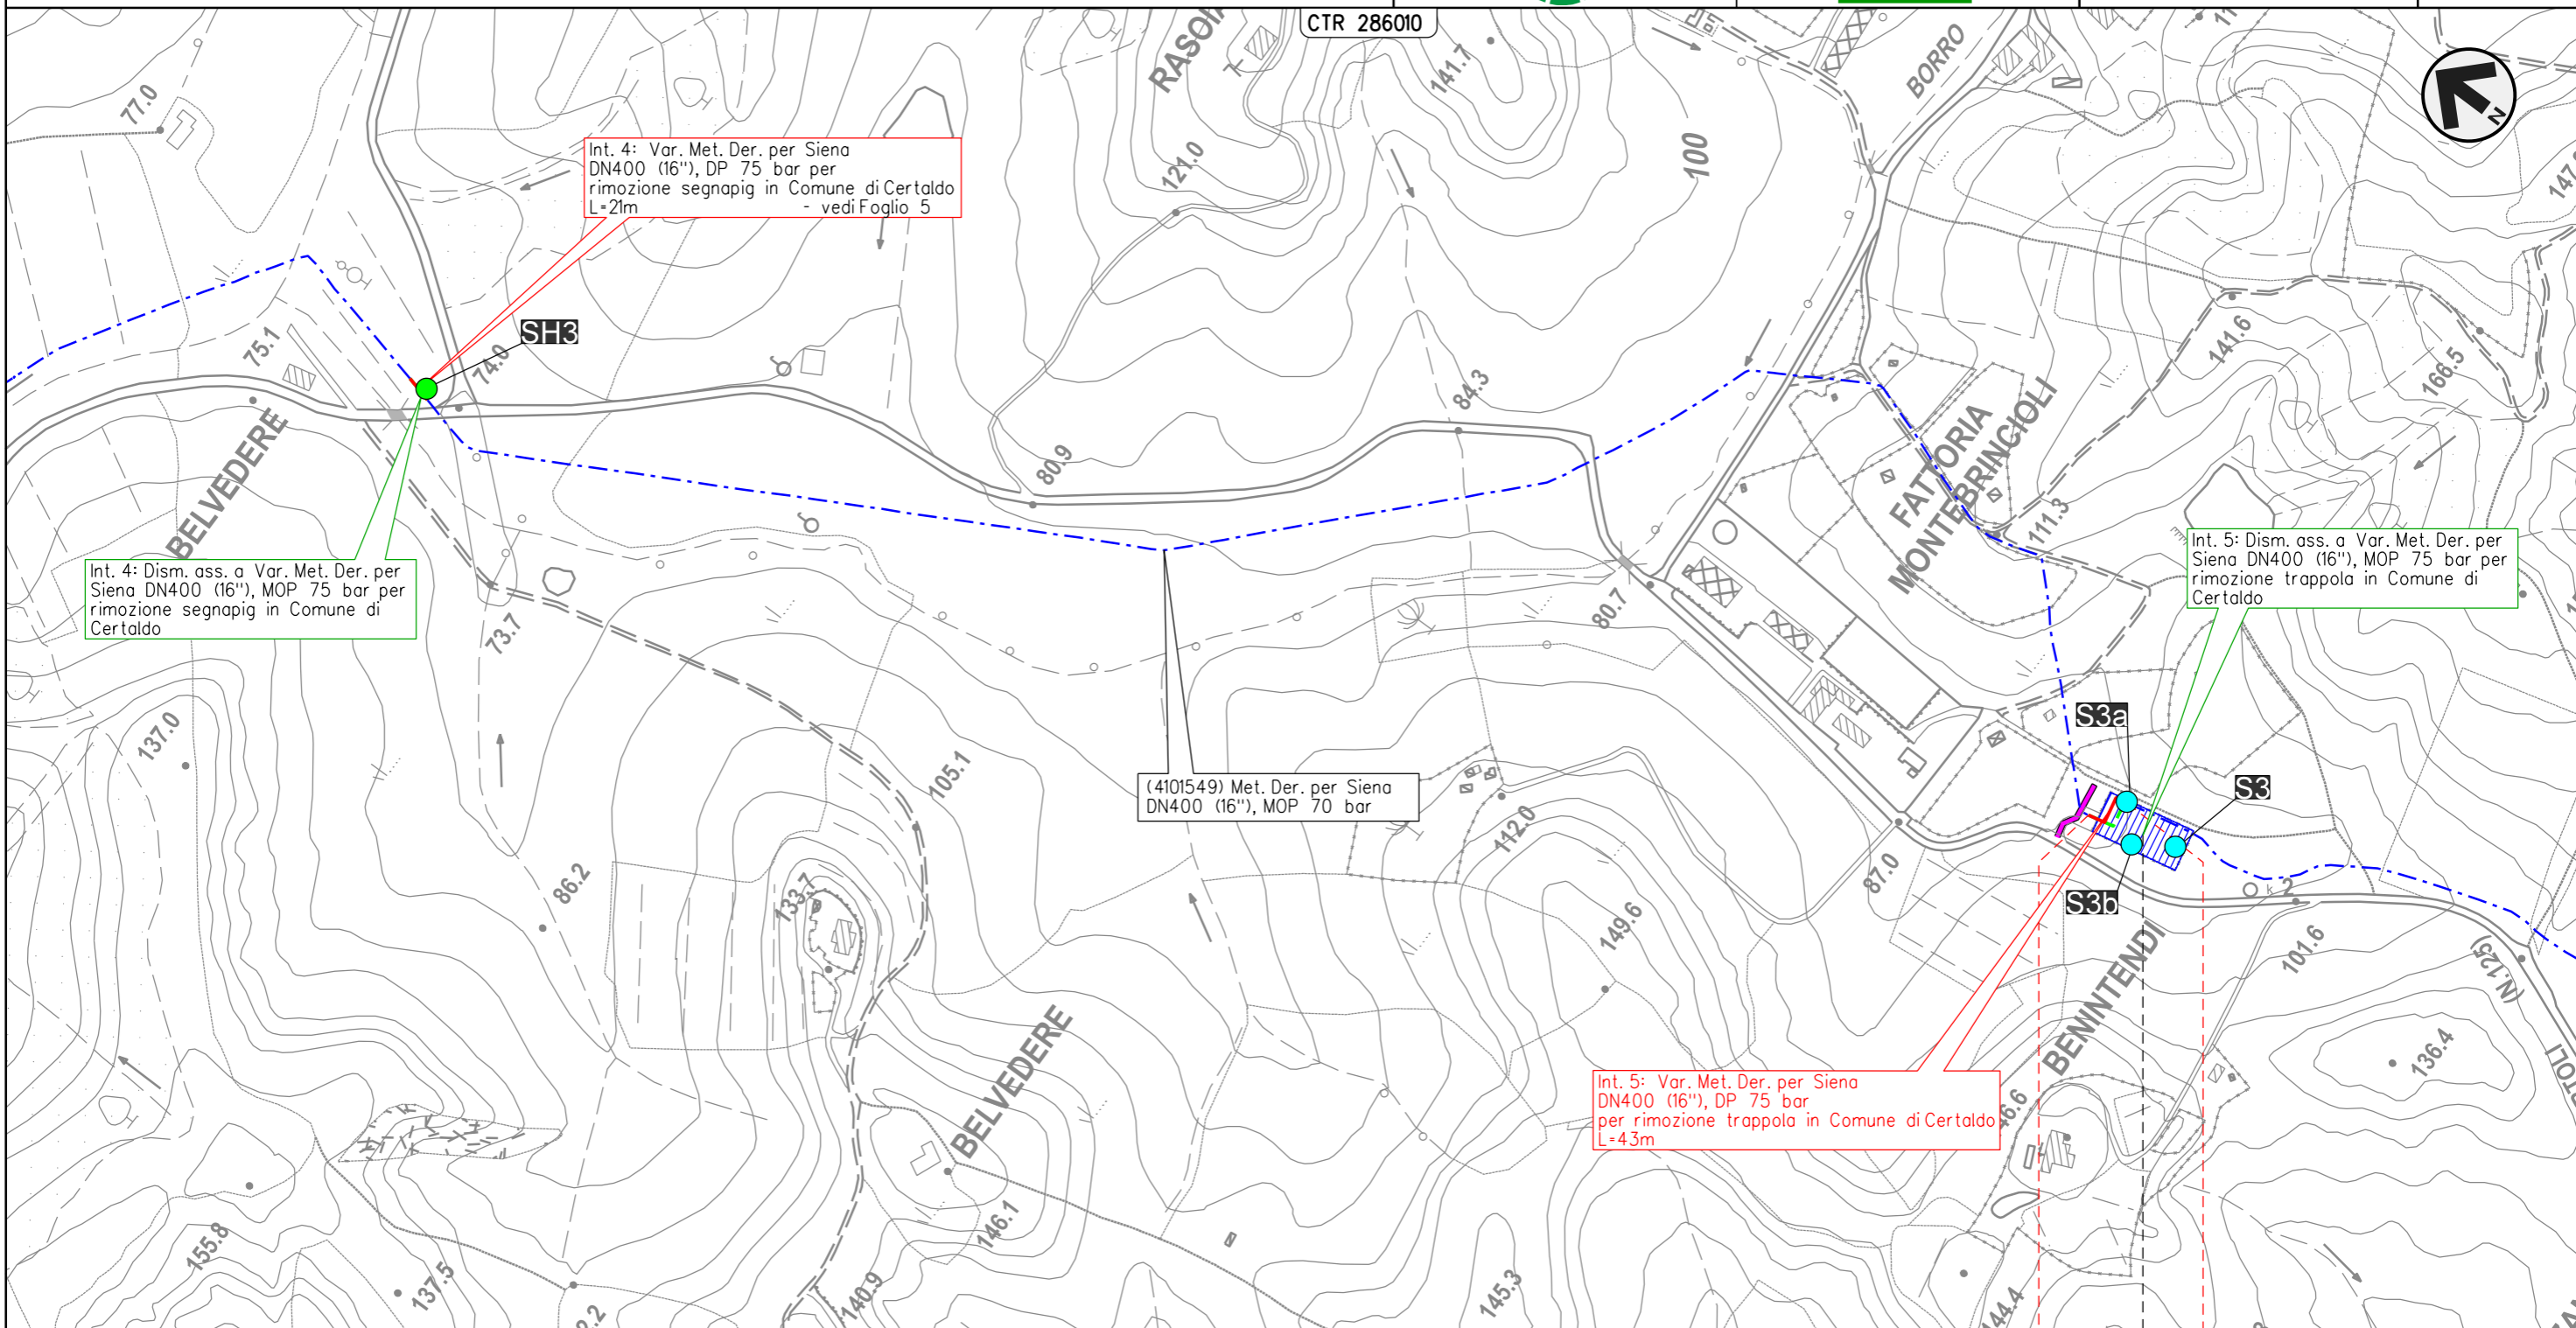 CTR 286010
N
77.0
RASOIA
141.7
BORRO
121.0
100
Int. 4: Var. Met. Der. per Siena
DN400 (16"), DP 75 bar per
rimozione segnapig in Comune di Certaldo
L=21m - vedi Foglio 5
SH3
75.1
74.0
84.3
80.9
141.6
166.5
BELVEDERE
FATTORIA
MONTEBRINCIOLI
111.3
Int. 4: Dism. ass. a Var. Met. Der. per
Siena DN400 (16"), MOP 75 bar per
rimozione segnapig in Comune di
Certaldo
Int. 5: Dism. ass. a Var. Met. Der. per
Siena DN400 (16"), MOP 75 bar per
rimozione trappola in Comune di
Certaldo
73.7
80.7
137.0
105.1
(4101549) Met. Der. per Siena
DN400 (16"), MOP 70 bar
S3a
S3
S3b
112.0
87.0
86.2
133.7
149.6
k 2
101.6
(N.125)
BENINTENDI
136.4
BELVEDERE
Int. 5: Var. Met. Der. per Siena
DN400 (16"), DP 75 bar
per rimozione trappola in Comune di Certaldo
L=43m
146.1
155.8
137.5
140.9
145.3